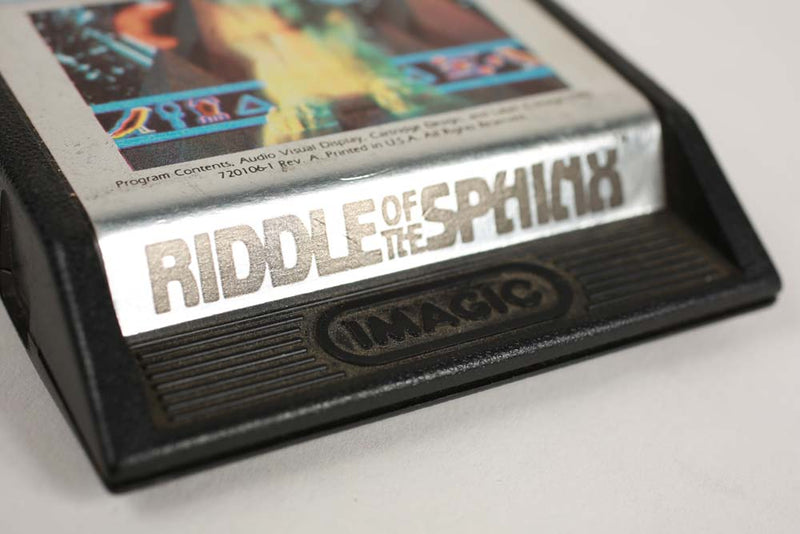 Program Contents, Audio Visual Display, Cartridge Design, and Label
720106-1 Rev. A. Printed in U.S.A. All Rights Reserved.
RIDDLE OF THE SPHINX
IMAGIC